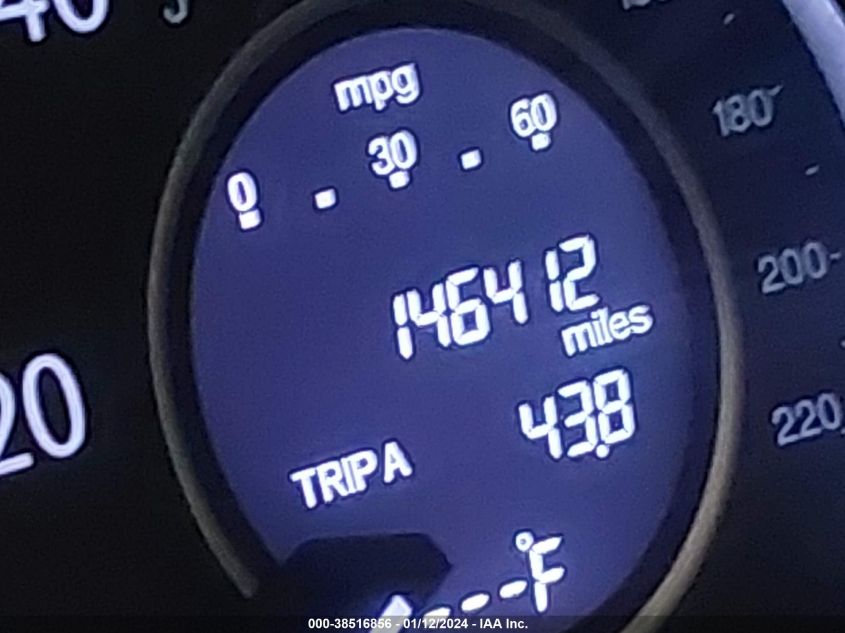 mpg
0 . 30 . 60
180
146412
miles
200
43.8
TRIP A
20
220
---°F
000-38516856 - 01/12/2024 - IAA Inc.